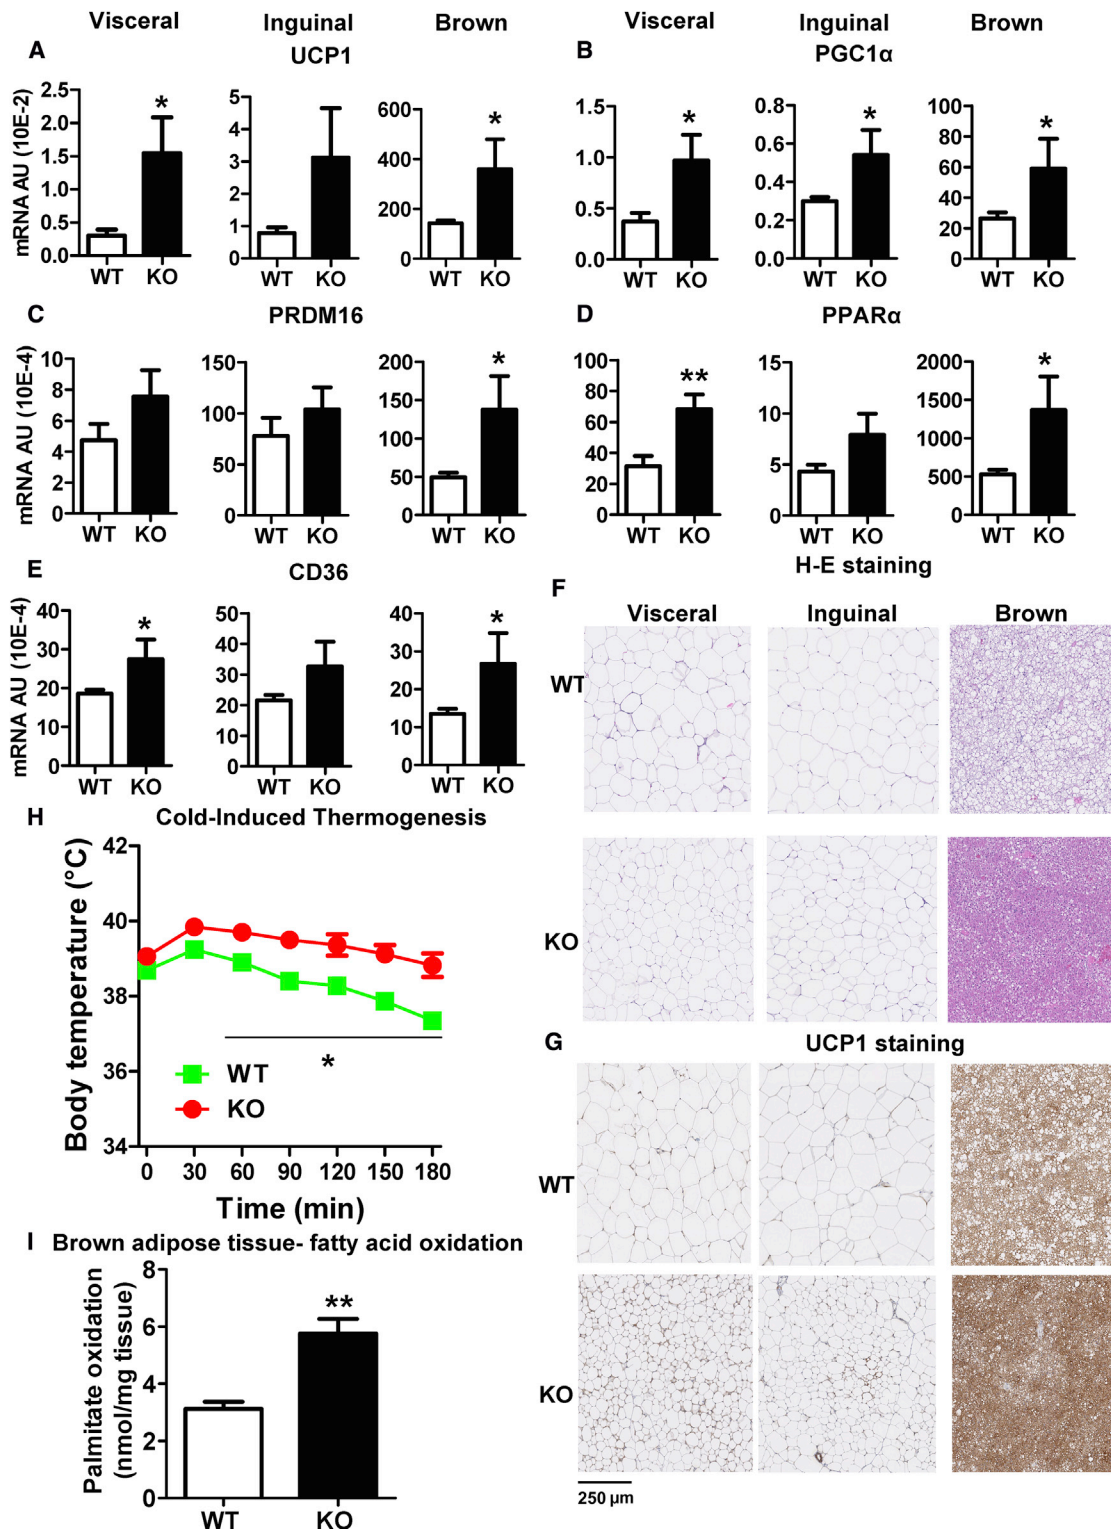 Visceral Inguinal Brown Visceral Inguinal Brown
A UCP1 B PGC1α
mRNA AU (10E-2)
2.5 2.0 1.5 1.0 0.5 0.0 * WT KO
5 4 3 2 1 0 WT KO
600 400 200 0 * WT KO
1.5 1.0 0.5 0.0 * WT KO
0.8 0.6 0.4 0.2 0.0 * WT KO
100 80 60 40 20 0 * WT KO
C PRDM16 D PPARα
mRNA AU (10E-4)
10 8 6 4 2 0 WT KO
150 100 50 0 WT KO
200 150 100 50 0 * WT KO
100 80 60 40 20 0 ** WT KO
15 10 5 0 WT KO
2000 1500 1000 500 0 * WT KO
E CD36
mRNA AU (10E-4)
40 30 20 10 0 * WT KO
50 40 30 20 10 0 WT KO
40 30 20 10 0 * WT KO
H-E staining
F
Visceral Inguinal Brown
WT
KO
G UCP1 staining
WT
KO
250 µm
H Cold-Induced Thermogenesis
Body temperature (°C)
42 40 38 36 34
*
WT
KO
0 30 60 90 120 150 180
Time (min)
I Brown adipose tissue- fatty acid oxidation
Palmitate oxidation
(nmol/mg tissue)
8 6 4 2 0
**
WT KO